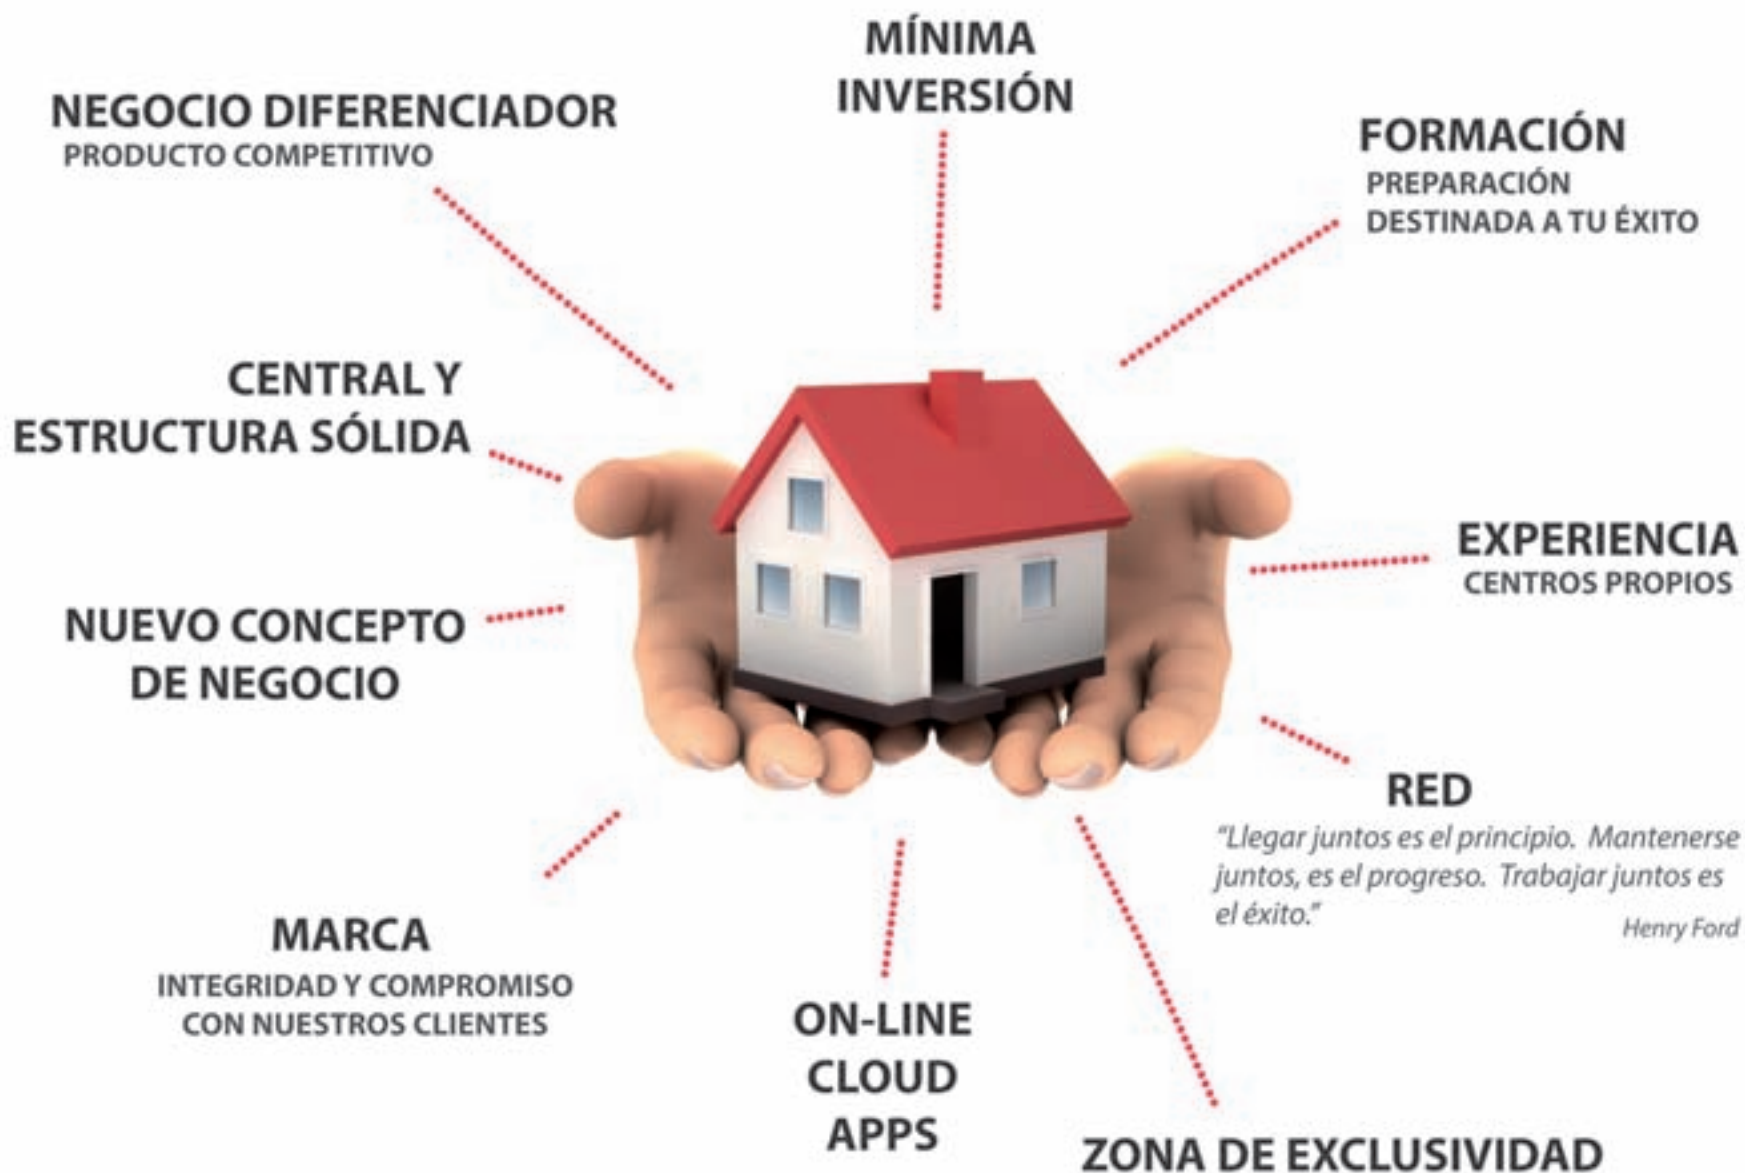 MÍNIMA
INVERSIÓN
NEGOCIO DIFERENCIADOR
PRODUCTO COMPETITIVO
FORMACIÓN
PREPARACIÓN
DESTINADA A TU ÉXITO
CENTRAL Y
ESTRUCTURA SÓLIDA
EXPERIENCIA
CENTROS PROPIOS
NUEVO CONCEPTO
DE NEGOCIO
RED
“Llegar juntos es el principio. Mantenerse
juntos, es el progreso. Trabajar juntos es
el éxito.”
Henry Ford
MARCA
INTEGRIDAD Y COMPROMISO
CON NUESTROS CLIENTES
ON-LINE
CLOUD
APPS
ZONA DE EXCLUSIVIDAD